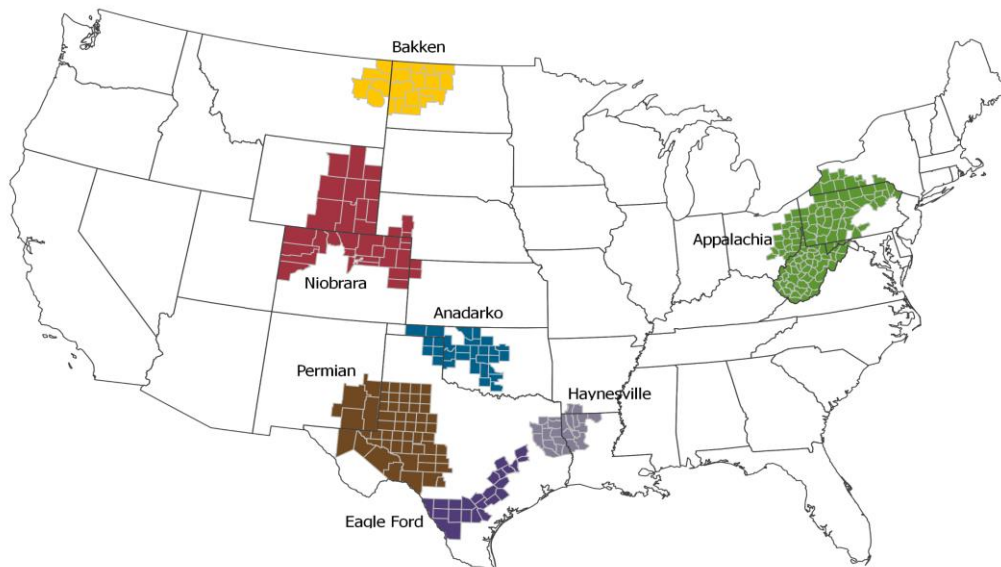 Bakken
Appalachia
Niobrara
Anadarko
Permian
Haynesville
Eagle Ford